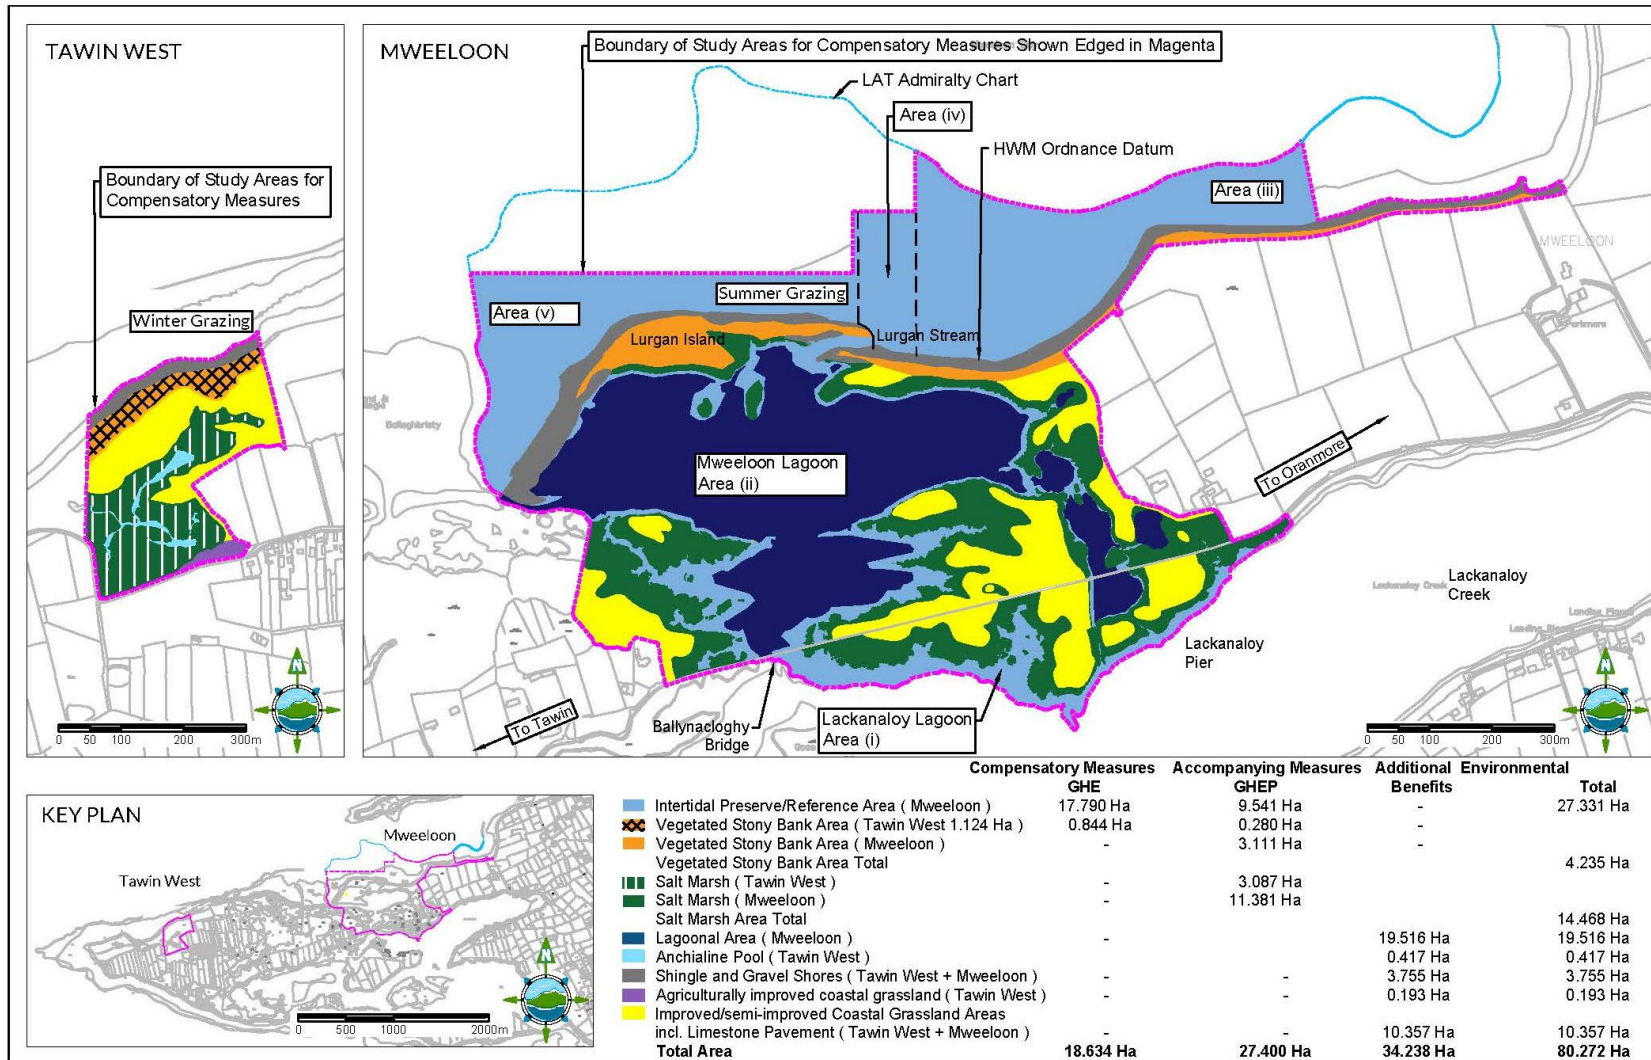 TAWIN WEST
Boundary of Study Areas for
Compensatory Measures
Winter Grazing
N
0 50 100 200 300m
MWEELOON
Boundary of Study Areas for Compensatory Measures Shown Edged in Magenta
LAT Admiralty Chart
Area (iv)
HWM Ordnance Datum
Area (iii)
MWEELOON
Summer Grazing
Area (v)
Lurgan Island
Lurgan Stream
Mweeloon Lagoon
Area (ii)
To Oranmore
Lackanaloy
Creek
Lackanaloy Creek
Lackanaloy
Pier
To Tawin
Ballynacloghy
Bridge
Lackanaloy Lagoon
Area (i)
N
0 50 100 200 300m
KEY PLAN
Mweeloon
Tawin West
N
0 500 1000 2000m
Compensatory Measures Accompanying Measures Additional Environmental
GHE GHEP Benefits Total
Intertidal Preserve/Reference Area ( Mweeloon ) 17.790 Ha 9.541 Ha - 27.331 Ha
Vegetated Stony Bank Area ( Tawin West 1.124 Ha ) 0.844 Ha 0.280 Ha -
Vegetated Stony Bank Area ( Mweeloon ) - 3.111 Ha -
Vegetated Stony Bank Area Total 4.235 Ha
Salt Marsh ( Tawin West ) - 3.087 Ha
Salt Marsh ( Mweeloon ) - 11.381 Ha
Salt Marsh Area Total 14.468 Ha
Lagoonal Area ( Mweeloon ) - 19.516 Ha 19.516 Ha
Anchialine Pool ( Tawin West ) 0.417 Ha 0.417 Ha
Shingle and Gravel Shores ( Tawin West + Mweeloon ) - - 3.755 Ha 3.755 Ha
Agriculturally improved coastal grassland ( Tawin West ) - - 0.193 Ha 0.193 Ha
Improved/semi-improved Coastal Grassland Areas
incl. Limestone Pavement ( Tawin West + Mweeloon ) - - 10.357 Ha 10.357 Ha
Total Area 18.634 Ha 27.400 Ha 34.238 Ha 80.272 Ha